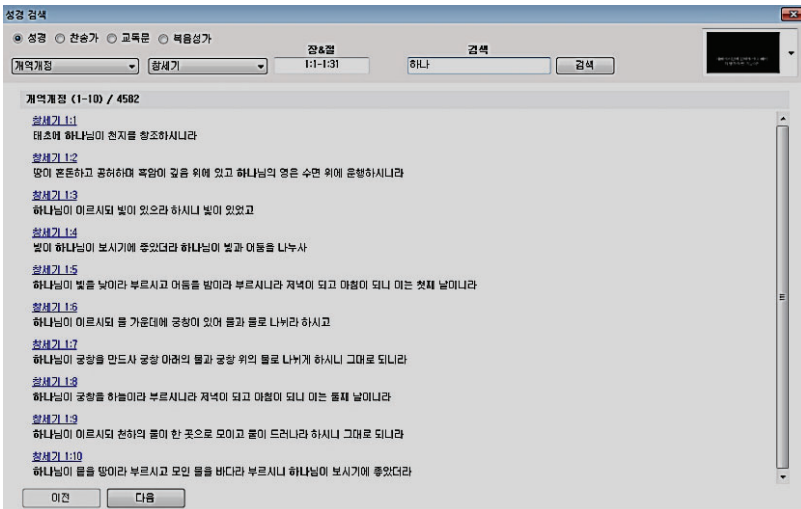 성경 검색
성경 찬송가 교독문 복음성가
장&절 검색
개역개정 창세기 1:1-1:31 하나 검색
개역개정 (1-10) / 4582
창세기 1:1
태초에 하나님이 천지를 창조하시니라
창세기 1:2
땅이 혼돈하고 공허하며 흑암이 깊음 위에 있고 하나님의 영은 수면 위에 운행하시니라
창세기 1:3
하나님이 이르시되 빛이 있으라 하시니 빛이 있었고
창세기 1:4
빛이 하나님이 보시기에 좋았더라 하나님이 빛과 어둠을 나누사
창세기 1:5
하나님이 빛을 낮이라 부르시고 어둠을 밤이라 부르시니라 저녁이 되고 아침이 되니 이는 첫째 날이니라
창세기 1:6
하나님이 이르시되 물 가운데에 궁창이 있어 물과 물로 나뉘라 하시고
창세기 1:7
하나님이 궁창을 만드사 궁창 아래의 물과 궁창 위의 물로 나뉘게 하시니 그대로 되니라
창세기 1:8
하나님이 궁창을 하늘이라 부르시니라 저녁이 되고 아침이 되니 이는 둘째 날이니라
창세기 1:9
하나님이 이르시되 천하의 물이 한 곳으로 모이고 뭍이 드러나라 하시니 그대로 되니라
창세기 1:10
하나님이 뭍을 땅이라 부르시고 모인 물을 바다라 부르시니 하나님이 보시기에 좋았더라
이전 다음